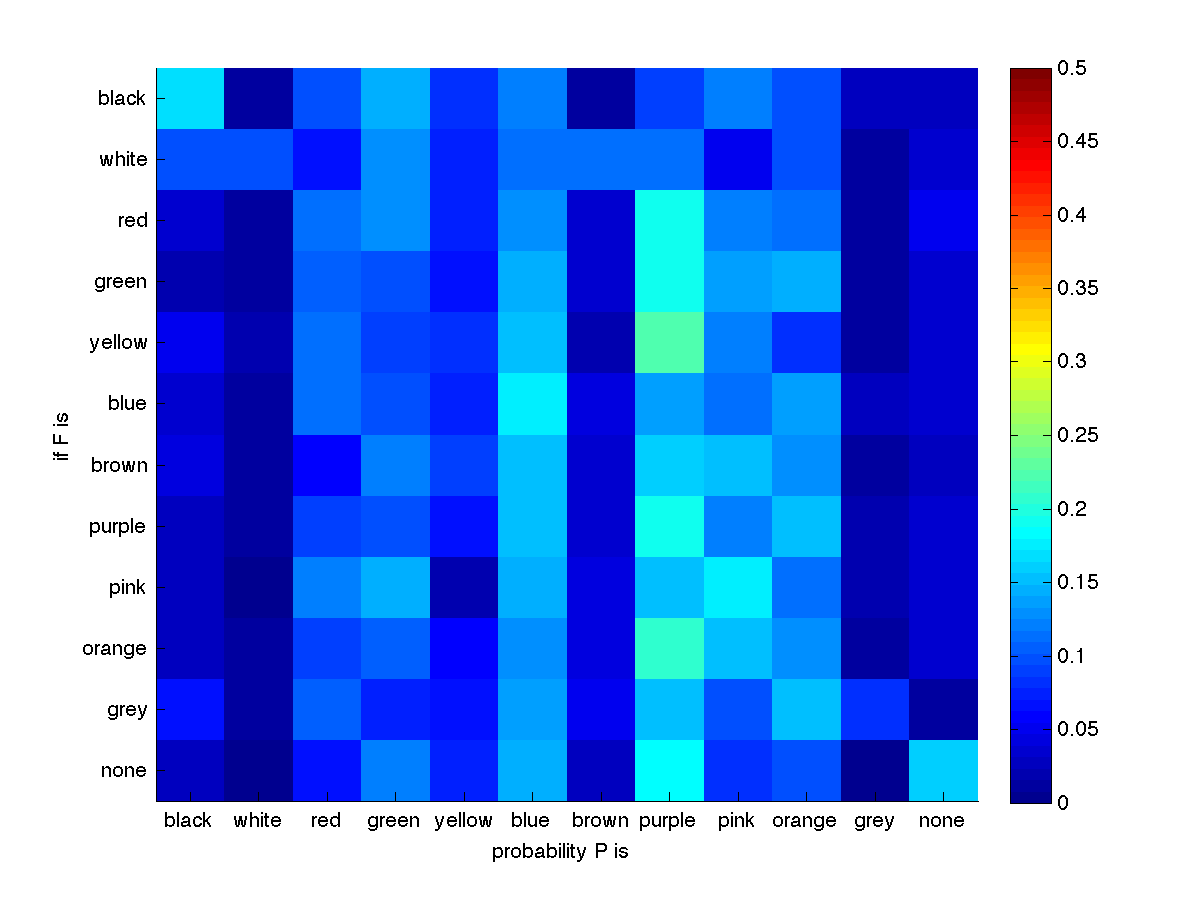 black
white
red
green
yellow
blue
brown
purple
pink
orange
grey
none
if F is
black white red green yellow blue brown purple pink orange grey none
probability P is
0.5
0.45
0.4
0.35
0.3
0.25
0.2
0.15
0.1
0.05
0